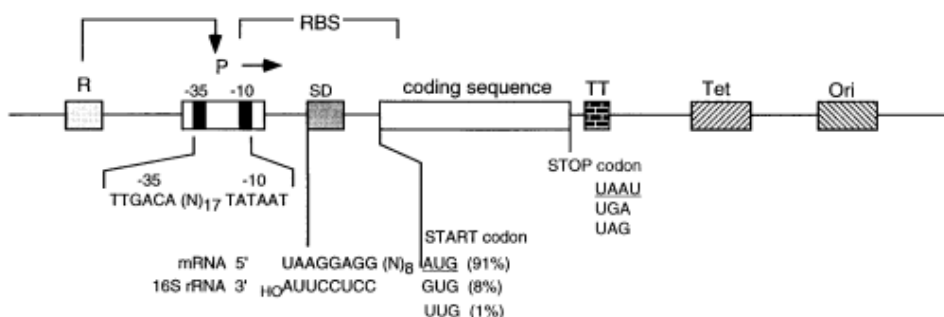 RBS
P
R -35 -10 SD coding sequence TT Tet Ori
-35 -10
TTGACA (N)17 TATAAT
STOP codon
UAAU
UGA
UAG
START codon
mRNA 5' UAAGGAGG (N)8 AUG (91%)
16S rRNA 3' HOAUUCCUCC GUG (8%)
UUG (1%)